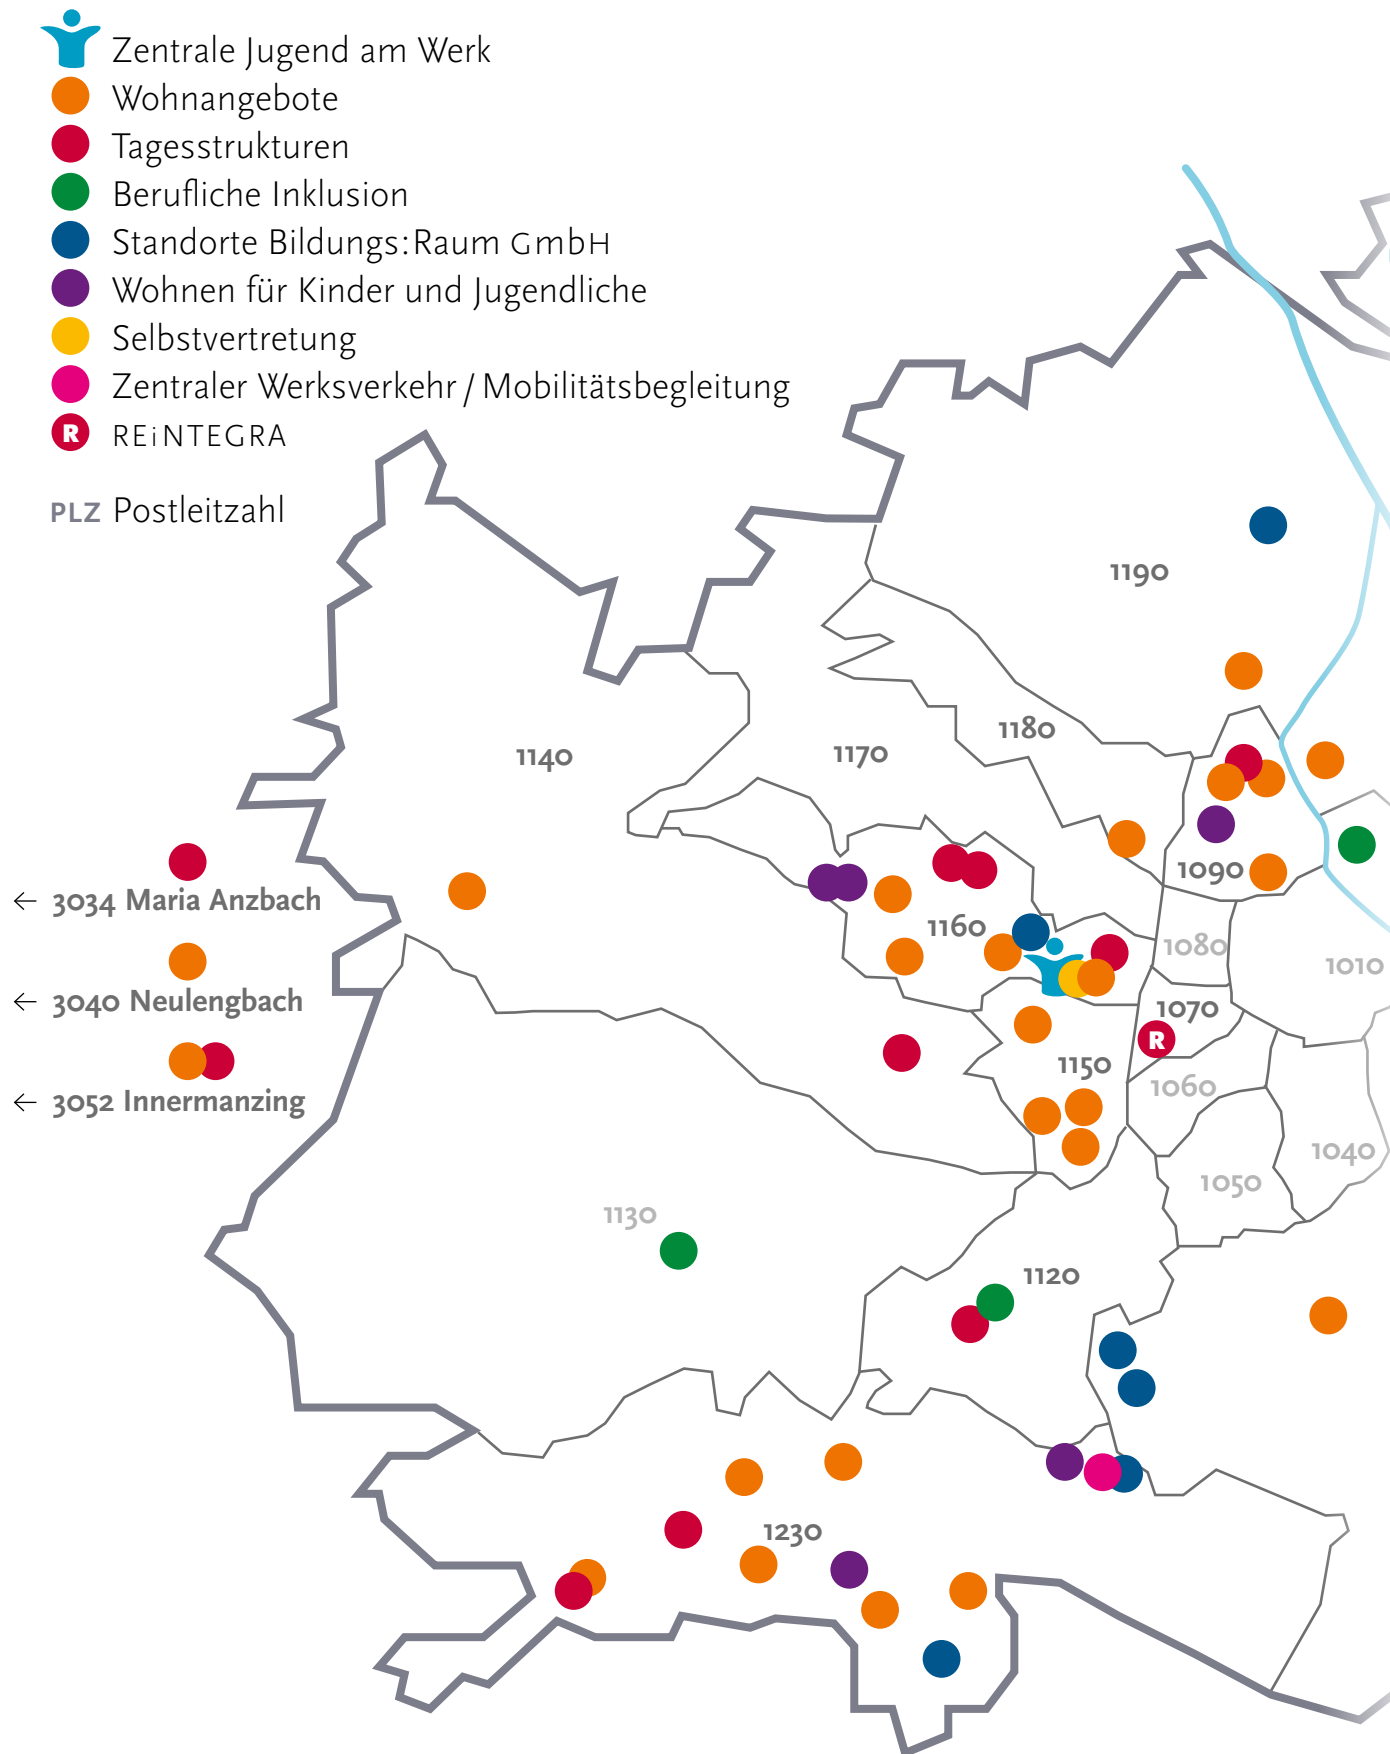 Zentrale Jugend am Werk
Wohnangebote
Tagesstrukturen
Berufliche Inklusion
Standorte Bildungs:Raum GmbH
Wohnen für Kinder und Jugendliche
Selbstvertretung
Zentraler Werksverkehr / Mobilitätsbegleitung
R REiNTEGRA
PLZ Postleitzahl
1190
1180
1140
1170
1090
← 3034 Maria Anzbach
1160
1080
1010
← 3040 Neulengbach
1070
R
1150
1060
← 3052 Innermanzing
1040
1050
1130
1120
1230